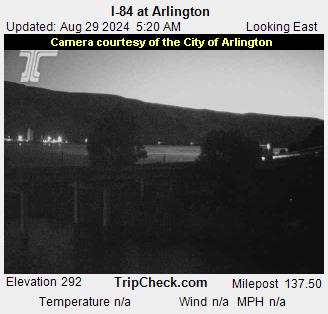 I-84 at Arlington
Updated: Aug 29 2024 5:20 AM Looking East
Camera courtesy of the City of Arlington
Elevation 292 TripCheck.com Milepost 137.50
Temperature n/a Wind n/a MPH n/a